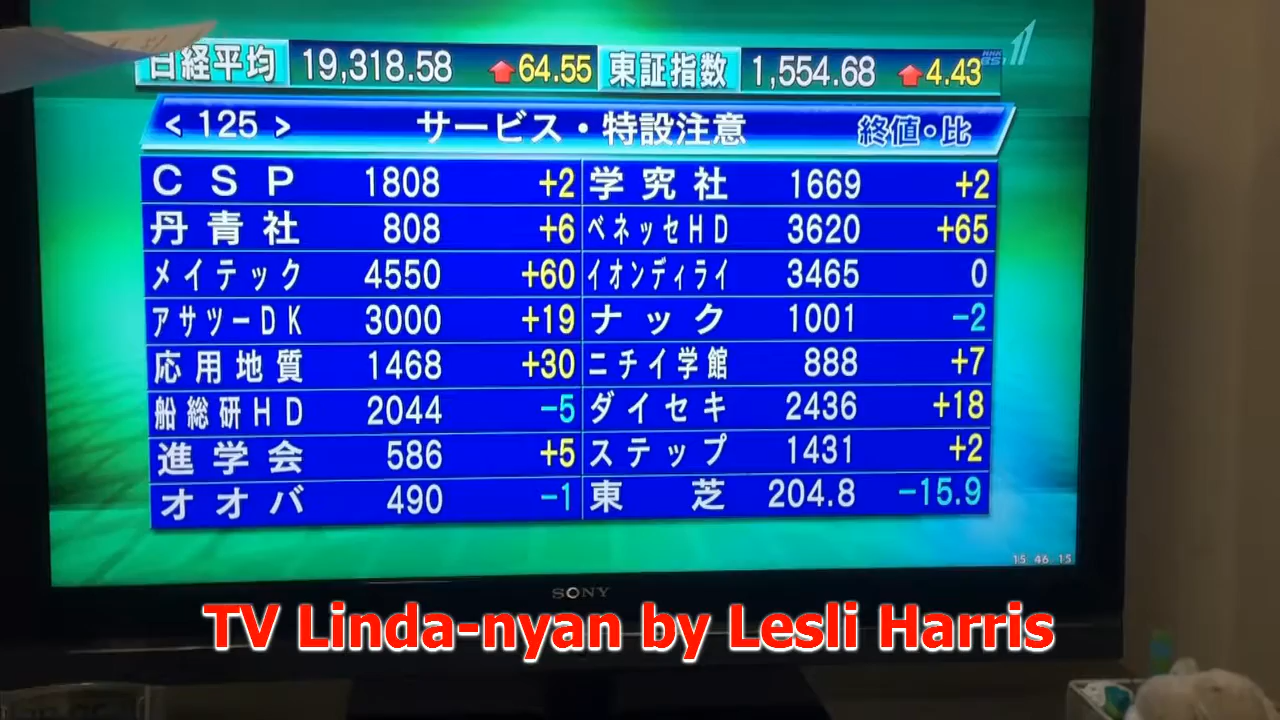 日経平均 19,318.58 64.55 東証指数 1,554.68 4.43
NHK BS1
< 125 > サービス・特設注意 終値・比
CSP 1808 +2 学究社 1669 +2
丹青社 808 +6 ベネッセHD 3620 +65
メイテック 4550 +60 イオンディライ 3465 0
アサツーDK 3000 +19 ナック 1001 -2
応用地質 1468 +30 ニチイ学館 888 +7
船総研HD 2044 -5 ダイセキ 2436 +18
進学会 586 +5 ステップ 1431 +2
オオバ 490 -1 東芝 204.8 -15.9
15 46.15
SONY
TV Linda-nyan by Lesli Harris